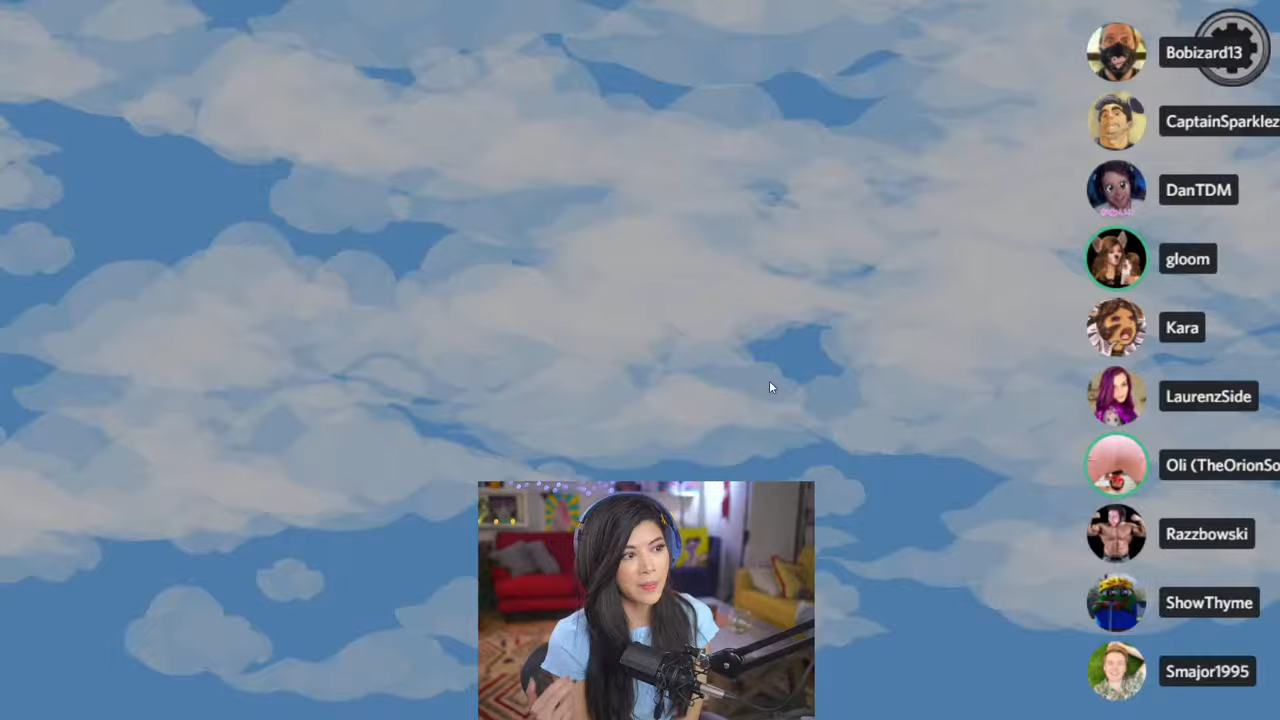 Bobizard13
CaptainSparklez
DanTDM
gloom
Kara
LaurenzSide
Oli (TheOrionSo
Razzbowski
ShowThyme
Smajor1995